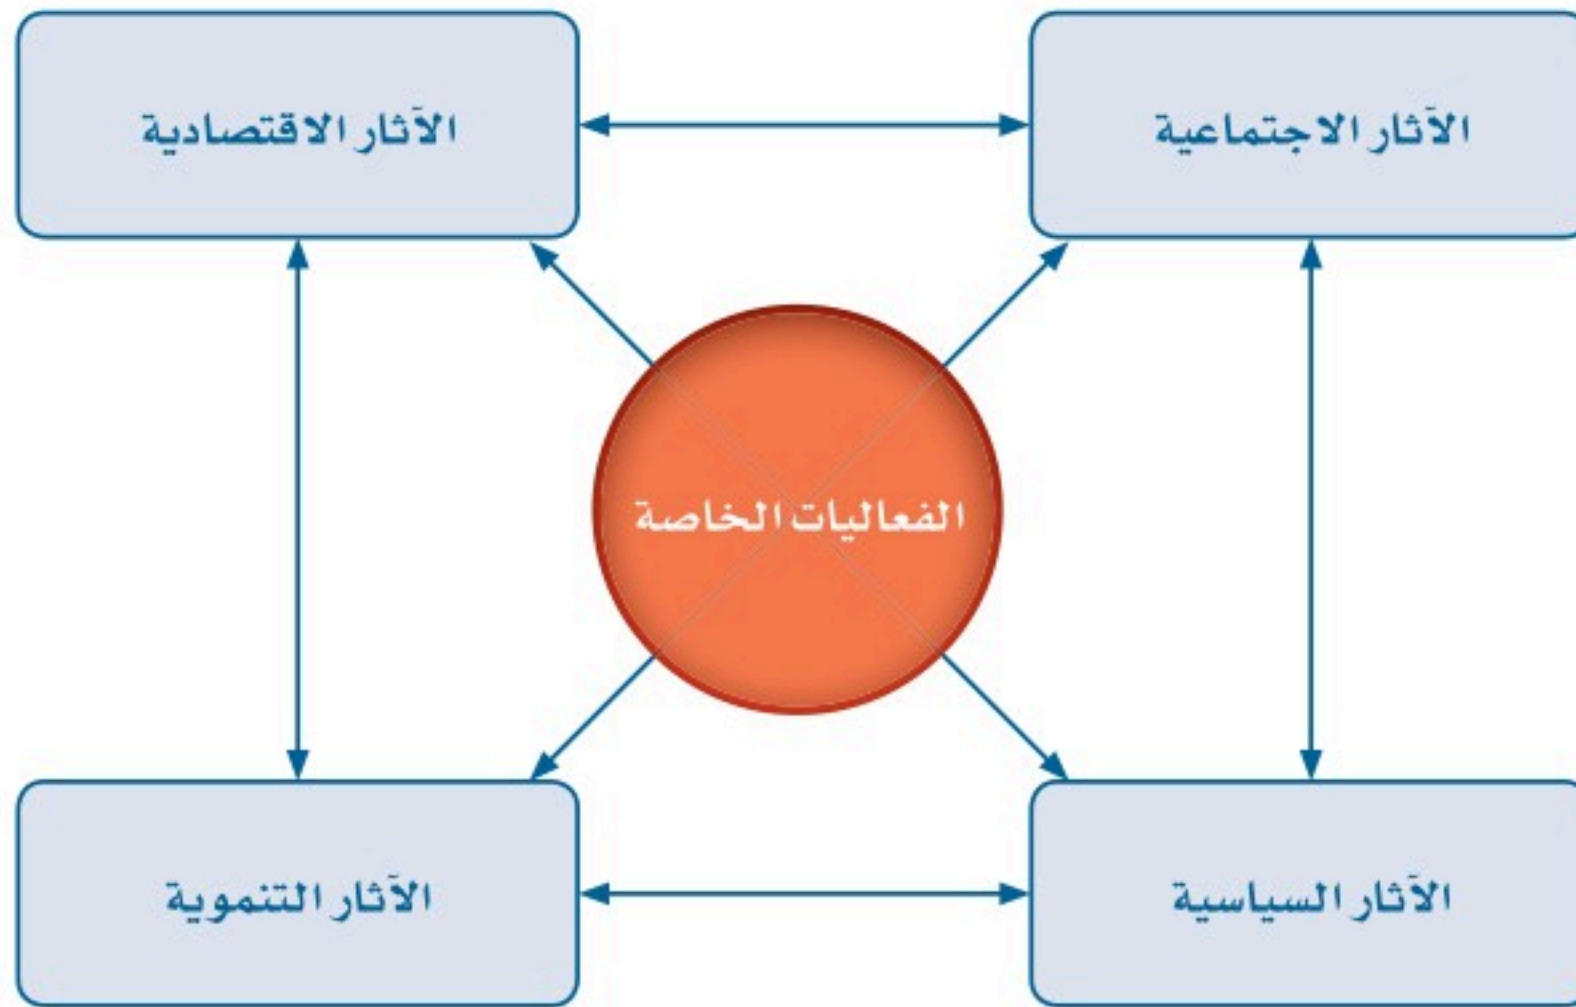 الآثار الاجتماعية
الآثار الاقتصادية
الفعاليات الخاصة
الآثار السياسية
الآثار التنموية